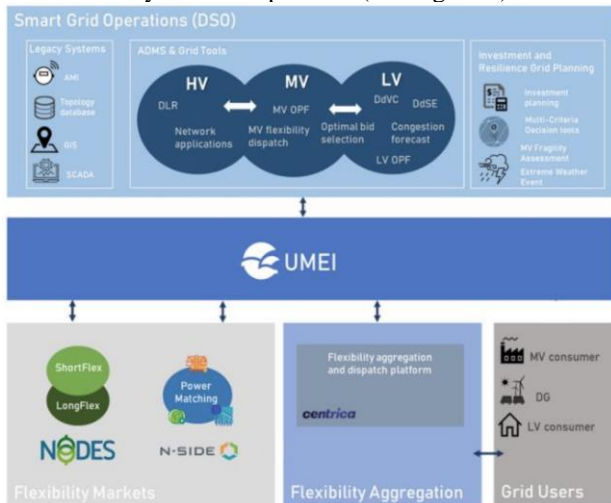 Smart Grid Operations (DSO)
Legacy Systems
AMI
Topology
database
GIS
SCADA
ADMS & Grid Tools
HV
DLR
Network
applications
MV
MV OPF
MV flexibility
dispatch
Optimal bid
selection
LV
DdVC
DdSE
Congestion
forecast
LV OPF
Investment and
Resilience Grid Planning
Investment
planning
Multi-Criteria
Decision tools
MV Fragility
Assessment
Extreme Weather
Event
UMEI
ShortFlex
LongFlex
NODES
Power
Matching
N-SIDE
Flexibility Markets
Flexibility aggregation
and dispatch platform
centrica
Flexibility Aggregation
MV consumer
DG
LV consumer
Grid Users